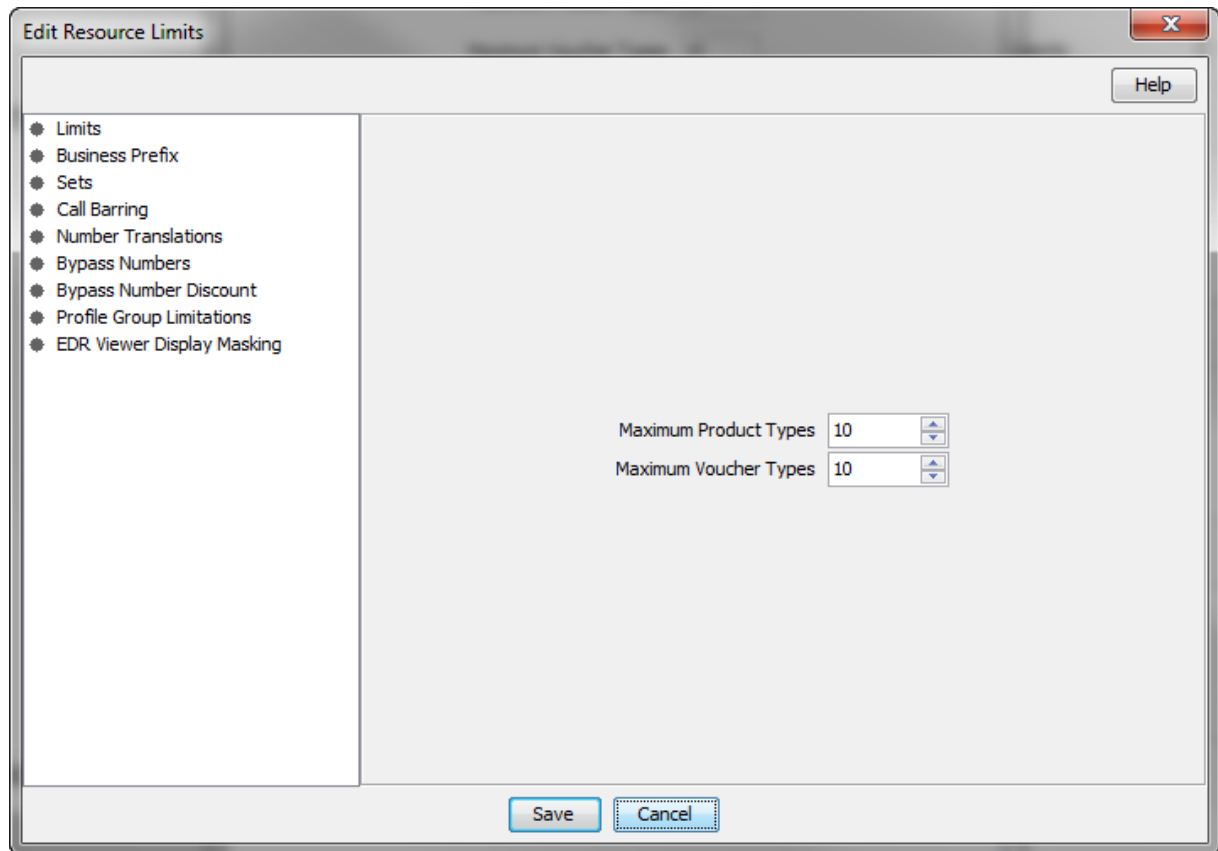 Edit Resource Limits
Help
Limits
Business Prefix
Sets
Call Barring
Number Translations
Bypass Numbers
Bypass Number Discount
Profile Group Limitations
EDR Viewer Display Masking
Maximum Product Types 10
Maximum Voucher Types 10
Save Cancel